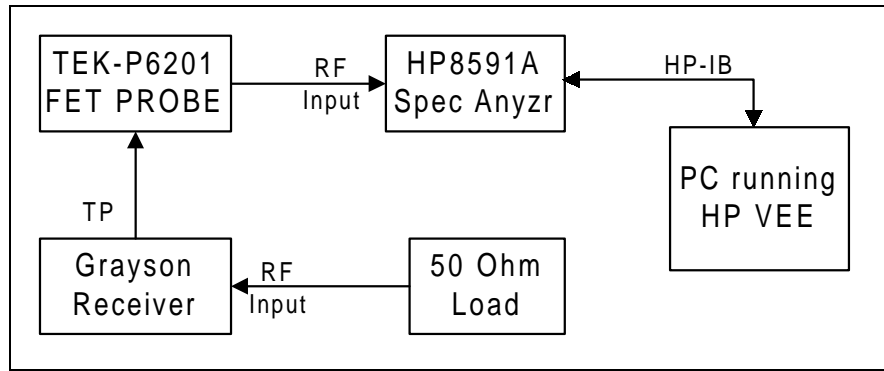 TEK-P6201
FET PROBE
RF
Input
HP8591A
Spec Anyzr
HP-IB
PC running
HP VEE
TP
Grayson
Receiver
RF
Input
50 Ohm
Load